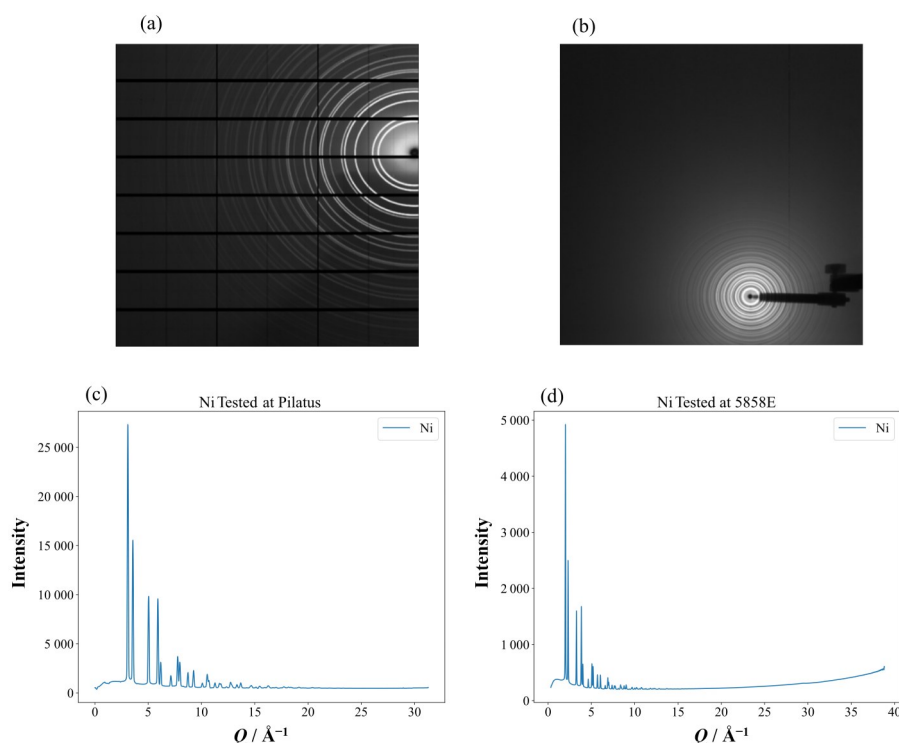 (a)
(b)
(c)
Ni Tested at Pilatus
Ni
25 000
20 000
15 000
10 000
5 000
0
Intensity
0 5 10 15 20 25 30
Q / Å⁻¹
(d)
Ni Tested at 5858E
Ni
5 000
4 000
3 000
2 000
1 000
0
Intensity
0 5 10 15 20 25 30 35 40
Q / Å⁻¹